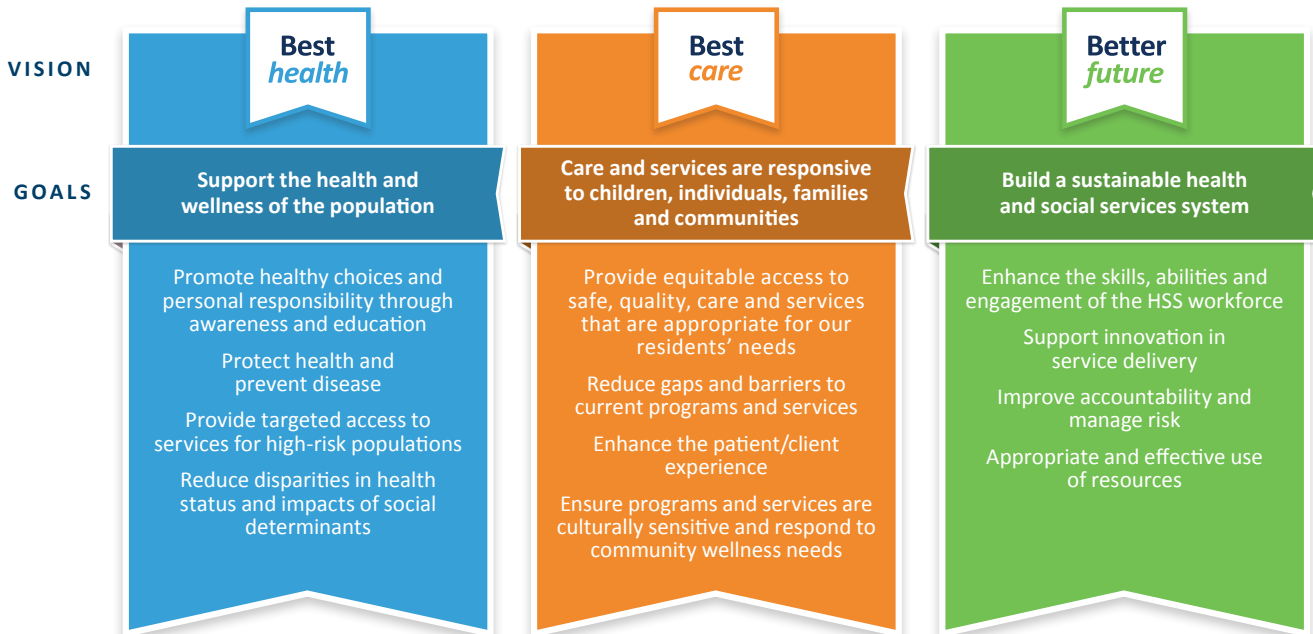 VISION
Best
health
Best
care
Better
future
GOALS
Support the health and
wellness of the population
Care and services are responsive
to children, individuals, families
and communities
Build a sustainable health
and social services system
Promote healthy choices and
personal responsibility through
awareness and education
Protect health and
prevent disease
Provide targeted access to
services for high-risk populations
Reduce disparities in health
status and impacts of social
determinants
Provide equitable access to
safe, quality, care and services
that are appropriate for our
residents’ needs
Reduce gaps and barriers to
current programs and services
Enhance the patient/client
experience
Ensure programs and services are
culturally sensitive and respond to
community wellness needs
Enhance the skills, abilities and
engagement of the HSS workforce
Support innovation in
service delivery
Improve accountability and
manage risk
Appropriate and effective use
of resources